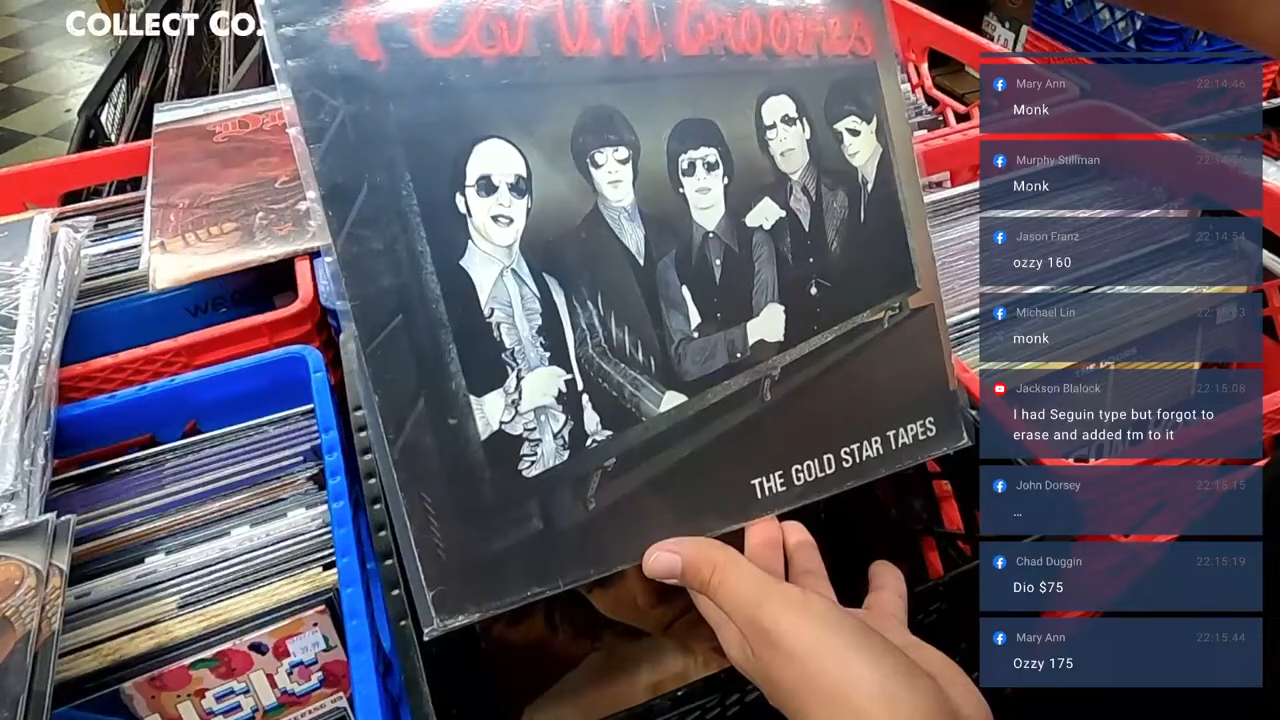 COLLECT CO.
Groovies
THE GOLD STAR TAPES
Mary Ann 22:14:46
Monk
Murphy Stillman
Monk
Jason Franz 22:14:54
ozzy 160
Michael Lin
monk
Jackson Blalock 22:15:08
I had Seguin type but forgot to
erase and added tm to it
John Dorsey 22:15:15
...
Chad Duggin 22:15:19
Dio $75
Mary Ann 22:15:44
Ozzy 175